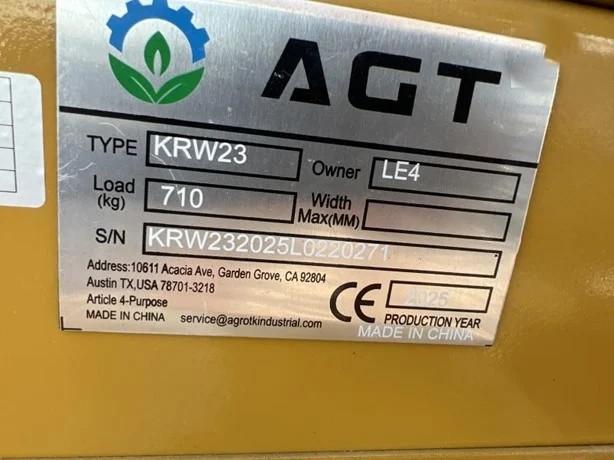 AGT
TYPE KRW23 Owner LE4
Load (kg) 710 Width Max(MM)
S/N KRW232025L0220271
Address:10611 Acacia Ave, Garden Grove, CA 92804
Austin TX,USA 78701-3218
Article 4-Purpose
MADE IN CHINA service@agrotkindustrial.com
CE 2025
PRODUCTION YEAR
MADE IN CHINA